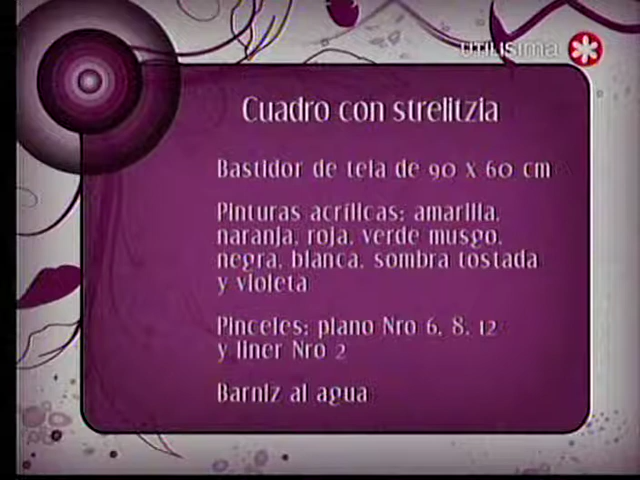 UTILISIMA
Cuadro con strelitzia
Bastidor de tela de 90 x 60 cm
Pinturas acrílicas: amarilla,
naranja, roja, verde musgo,
negra, blanca, sombra tostada
y violeta
Pinceles: plano Nro 6, 8, 12
y liner Nro 2
Barniz al agua